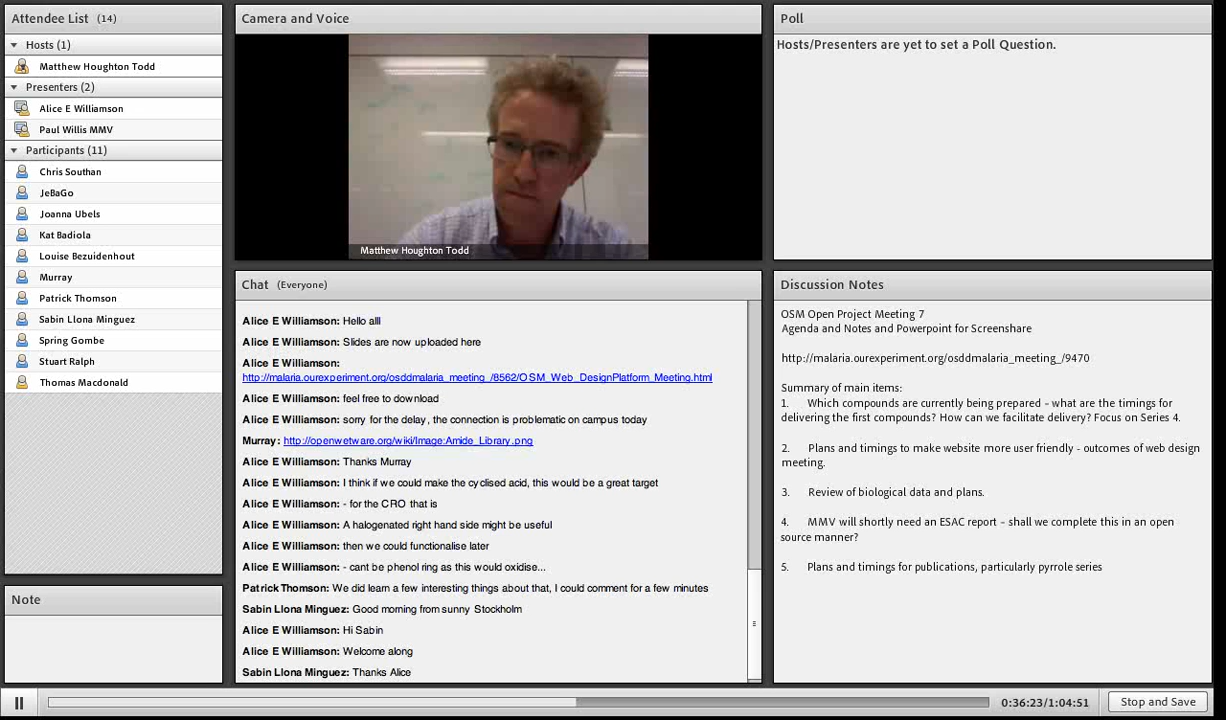 Attendee List (14)
Hosts (1)
Matthew Houghton Todd
Presenters (2)
Alice E Williamson
Paul Willis MMV
Participants (11)
Chris Southan
JeBaGo
Joanna Ubels
Kat Badiola
Louise Bezuidenhout
Murray
Patrick Thomson
Sabin Llona Minguez
Spring Gombe
Stuart Ralph
Thomas Macdonald
Note
Camera and Voice
Matthew Houghton Todd
Chat (Everyone)
Alice E Williamson: Hello alll
Alice E Williamson: Slides are now uploaded here
Alice E Williamson:
http://malaria.ourexperiment.org/osddmalaria_meeting_/8562/OSM_Web_DesignPlatform_Meeting.html
Alice E Williamson: feel free to download
Alice E Williamson: sorry for the delay, the connection is problematic on campus today
Murray: http://openwetware.org/wiki/Image:Amide_Library.png
Alice E Williamson: Thanks Murray
Alice E Williamson: I think if we could make the cyclised acid, this would be a great target
Alice E Williamson: - for the CRO that is
Alice E Williamson: A halogenated right hand side might be useful
Alice E Williamson: then we could functionalise later
Alice E Williamson: - cant be phenol ring as this would oxidise...
Patrick Thomson: We did learn a few interesting things about that, I could comment for a few minutes
Sabin Llona Minguez: Good morning from sunny Stockholm
Alice E Williamson: Hi Sabin
Alice E Williamson: Welcome along
Sabin Llona Minguez: Thanks Alice
Poll
Hosts/Presenters are yet to set a Poll Question.
Discussion Notes
OSM Open Project Meeting 7
Agenda and Notes and Powerpoint for Screenshare
http://malaria.ourexperiment.org/osddmalaria_meeting_/9470
Summary of main items:
1. Which compounds are currently being prepared - what are the timings for
delivering the first compounds? How can we facilitate delivery? Focus on Series 4.
2. Plans and timings to make website more user friendly - outcomes of web design
meeting.
3. Review of biological data and plans.
4. MMV will shortly need an ESAC report – shall we complete this in an open
source manner?
5. Plans and timings for publications, particularly pyrrole series
0:36:23/1:04:51
Stop and Save